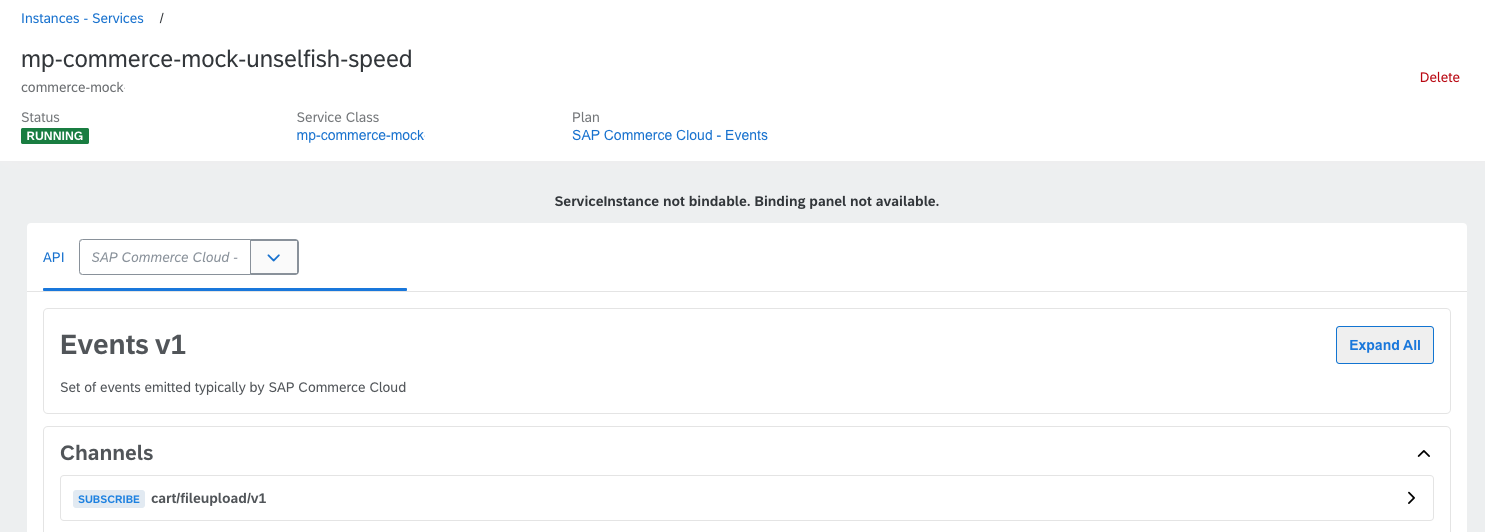 Instances - Services /
mp-commerce-mock-unselfish-speed
commerce-mock
Delete
Status Service Class Plan
RUNNING mp-commerce-mock SAP Commerce Cloud - Events
ServiceInstance not bindable. Binding panel not available.
API SAP Commerce Cloud -
Events v1
Expand All
Set of events emitted typically by SAP Commerce Cloud
Channels
SUBSCRIBE cart/fileupload/v1